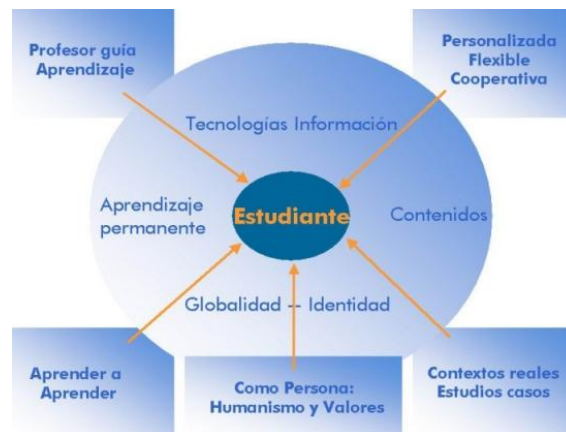 Profesor guía
Aprendizaje
Personalizada
Flexible
Cooperativa
Tecnologías Información
Aprendizaje
permanente
Estudiante
Contenidos
Globalidad – Identidad
Aprender a
Aprender
Como Persona:
Humanismo y Valores
Contextos reales
Estudios casos